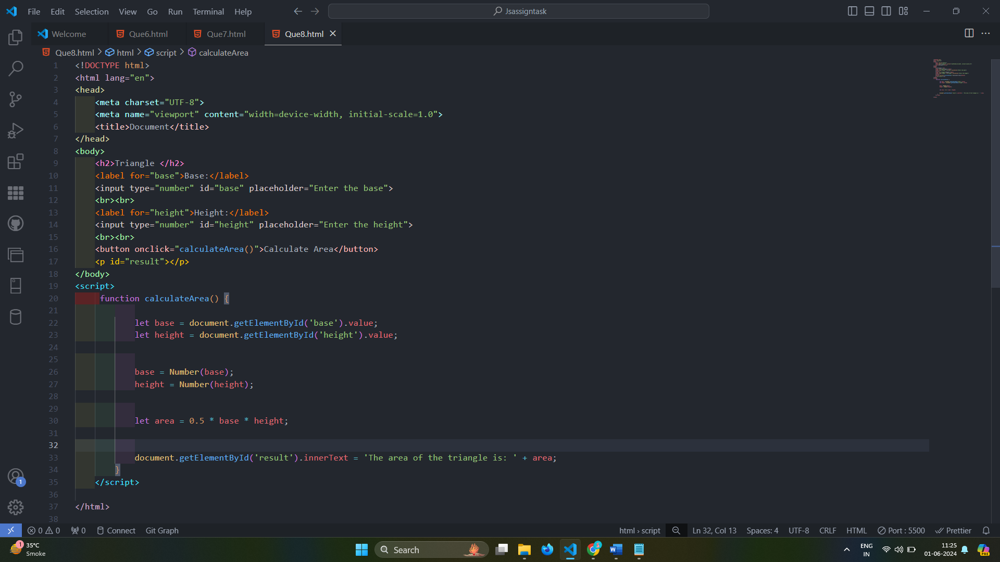 File Edit Selection View Go Run Terminal Help
Jsassigntask
Welcome Que6.html Que7.html Que8.html
Que8.html > html > script > calculateArea
1 <!DOCTYPE html>
2 <html lang="en">
3 <head>
4 <meta charset="UTF-8">
5 <meta name="viewport" content="width=device-width, initial-scale=1.0">
6 <title>Document</title>
7 </head>
8 <body>
9 <h2>Triangle </h2>
10 <label for="base">Base:</label>
11 <input type="number" id="base" placeholder="Enter the base">
12 <br><br>
13 <label for="height">Height:</label>
14 <input type="number" id="height" placeholder="Enter the height">
15 <br><br>
16 <button onclick="calculateArea()">Calculate Area</button>
17 <p id="result"></p>
18 </body>
19 <script>
20 function calculateArea() {
21
22 let base = document.getElementById('base').value;
23 let height = document.getElementById('height').value;
24
25
26 base = Number(base);
27 height = Number(height);
28
29
30 let area = 0.5 * base * height;
31
32
33 document.getElementById('result').innerText = 'The area of the triangle is: ' + area;
34 }
35 </script>
36
37 </html>
38
1
0 0 0 Connect Git Graph html › script Ln 32, Col 13 Spaces: 4 UTF-8 CRLF HTML Port : 5500 Prettier
1 35°C
Smoke
Search
ENG
IN
11:25
01-06-2024
PRE